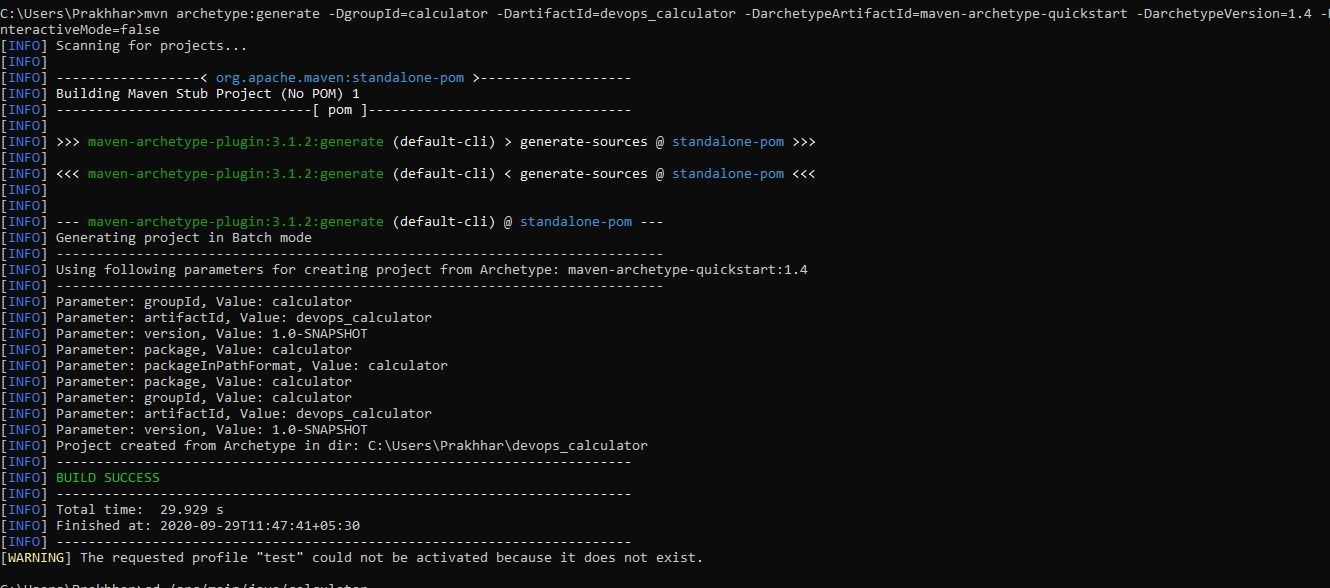 C:\Users\Prakhhar>mvn archetype:generate -DgroupId=calculator -DartifactId=devops_calculator -DarchetypeArtifactId=maven-archetype-quickstart -DarchetypeVersion=1.4 -
nteractiveMode=false
[INFO] Scanning for projects...
[INFO]
[INFO] ------------------< org.apache.maven:standalone-pom >-------------------
[INFO] Building Maven Stub Project (No POM) 1
[INFO] --------------------------------[ pom ]---------------------------------
[INFO]
[INFO] >>> maven-archetype-plugin:3.1.2:generate (default-cli) > generate-sources @ standalone-pom >>>
[INFO]
[INFO] <<< maven-archetype-plugin:3.1.2:generate (default-cli) < generate-sources @ standalone-pom <<<
[INFO]
[INFO]
[INFO] --- maven-archetype-plugin:3.1.2:generate (default-cli) @ standalone-pom ---
[INFO] Generating project in Batch mode
[INFO] ----------------------------------------------------------------------------
[INFO] Using following parameters for creating project from Archetype: maven-archetype-quickstart:1.4
[INFO] ----------------------------------------------------------------------------
[INFO] Parameter: groupId, Value: calculator
[INFO] Parameter: artifactId, Value: devops_calculator
[INFO] Parameter: version, Value: 1.0-SNAPSHOT
[INFO] Parameter: package, Value: calculator
[INFO] Parameter: packageInPathFormat, Value: calculator
[INFO] Parameter: package, Value: calculator
[INFO] Parameter: groupId, Value: calculator
[INFO] Parameter: artifactId, Value: devops_calculator
[INFO] Parameter: version, Value: 1.0-SNAPSHOT
[INFO] Project created from Archetype in dir: C:\Users\Prakhhar\devops_calculator
[INFO] ------------------------------------------------------------------------
[INFO] BUILD SUCCESS
[INFO] ------------------------------------------------------------------------
[INFO] Total time:  29.929 s
[INFO] Finished at: 2020-09-29T11:47:41+05:30
[INFO] ------------------------------------------------------------------------
[WARNING] The requested profile "test" could not be activated because it does not exist.